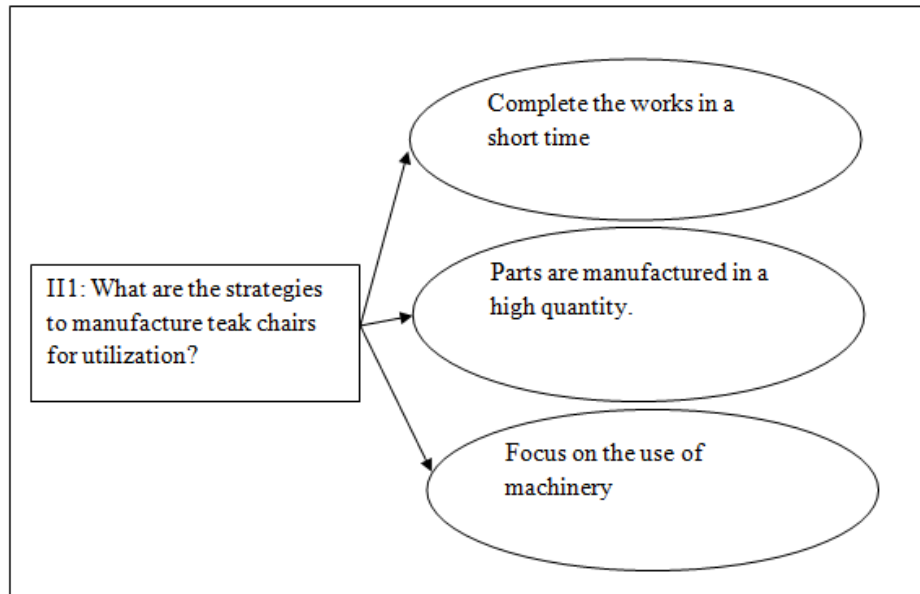 Complete the works in a
short time
Parts are manufactured in a
high quantity.
II1: What are the strategies
to manufacture teak chairs
for utilization?
Focus on the use of
machinery